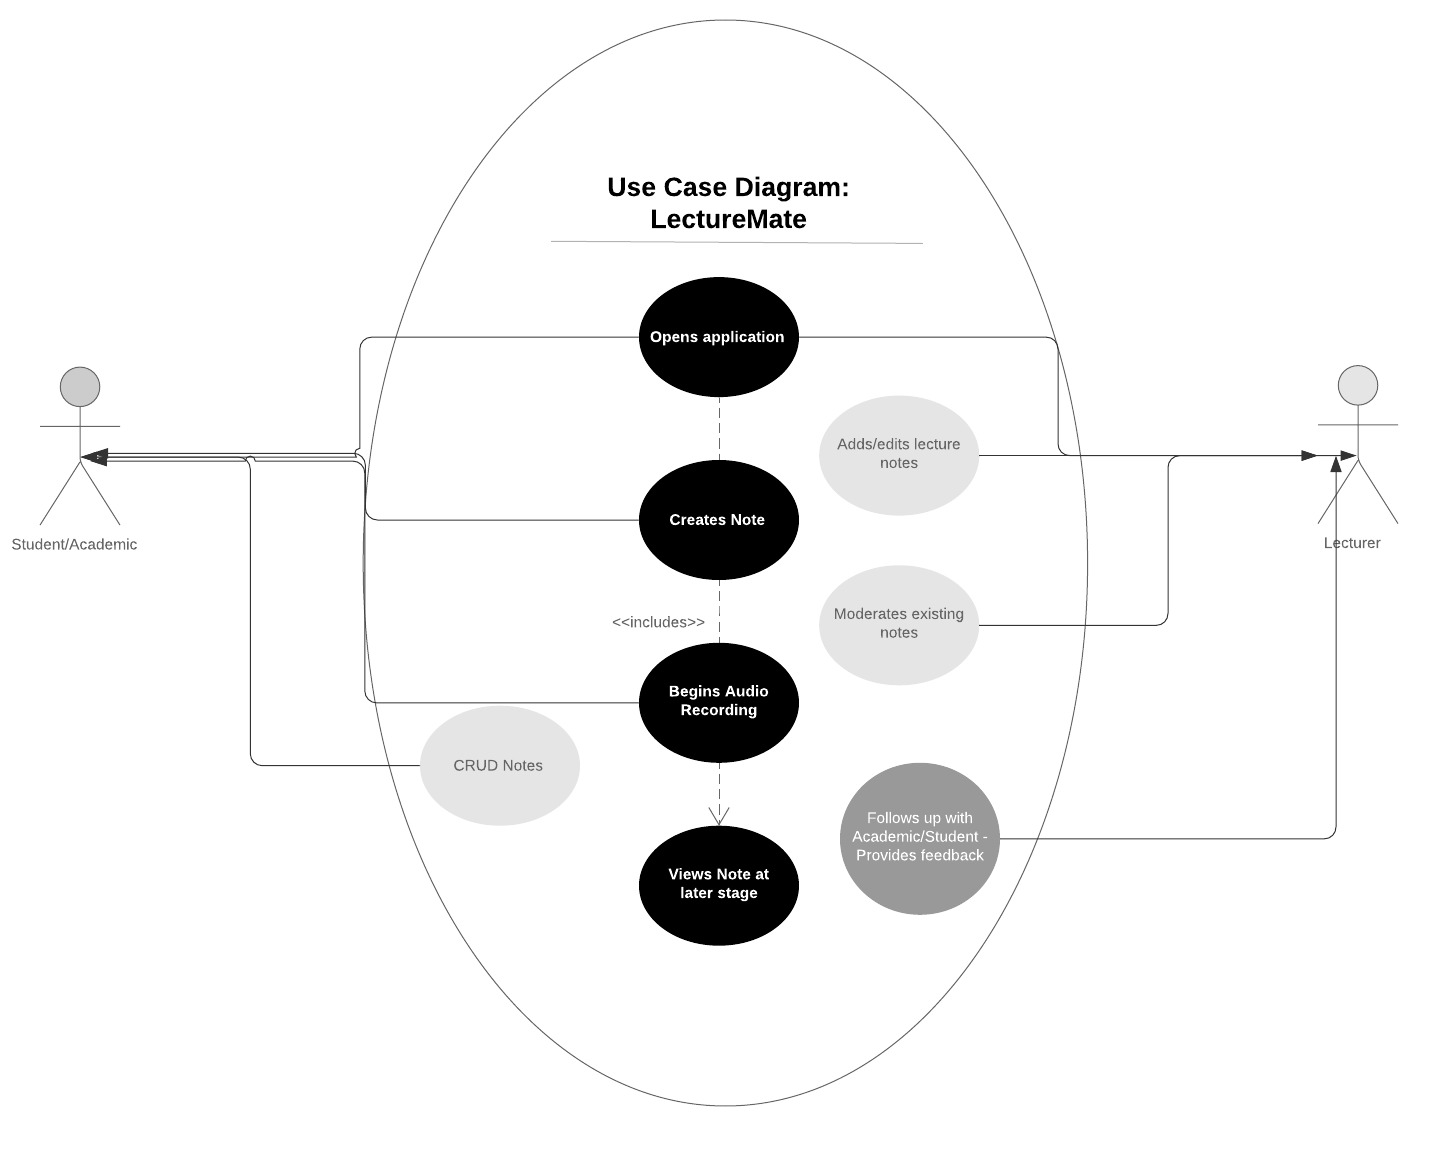 Use Case Diagram:
LectureMate
Opens application
Adds/edits lecture
notes
Creates Note
Student/Academic
Lecturer
Moderates existing
notes
<<includes>>
Begins Audio
Recording
CRUD Notes
Follows up with
Academic/Student -
Provides feedback
Views Note at
later stage